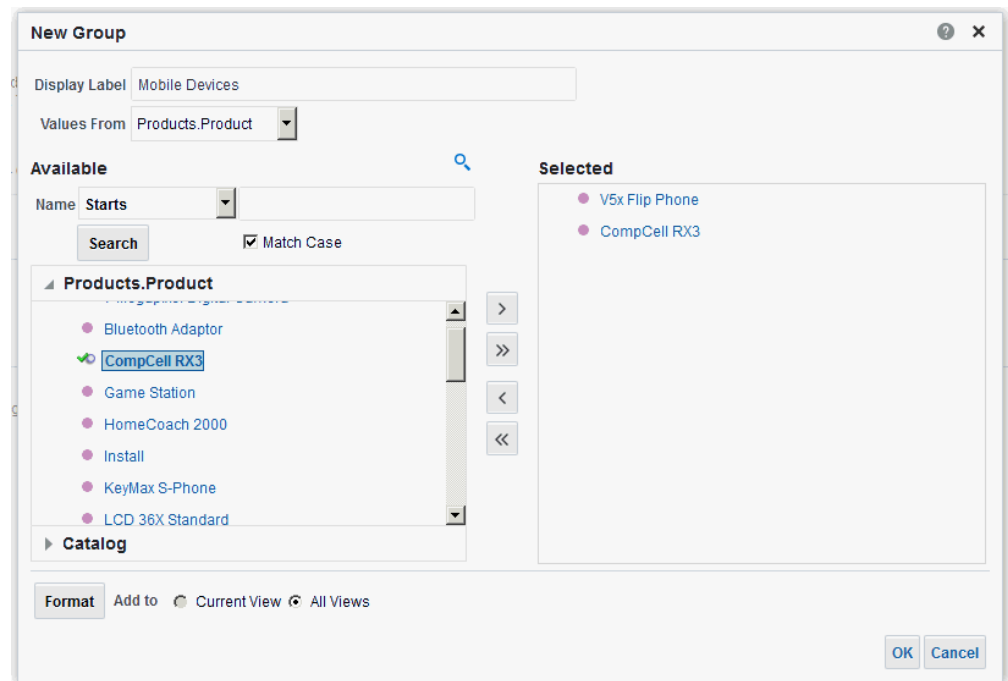 New Group
Display Label Mobile Devices
Values From Products.Product
Available
Name Starts
Search Match Case
Products.Product
Bluetooth Adaptor
CompCell RX3
Game Station
HomeCoach 2000
Install
KeyMax S-Phone
LCD 36X Standard
Catalog
Selected
V5x Flip Phone
CompCell RX3
Format Add to Current View All Views
OK Cancel